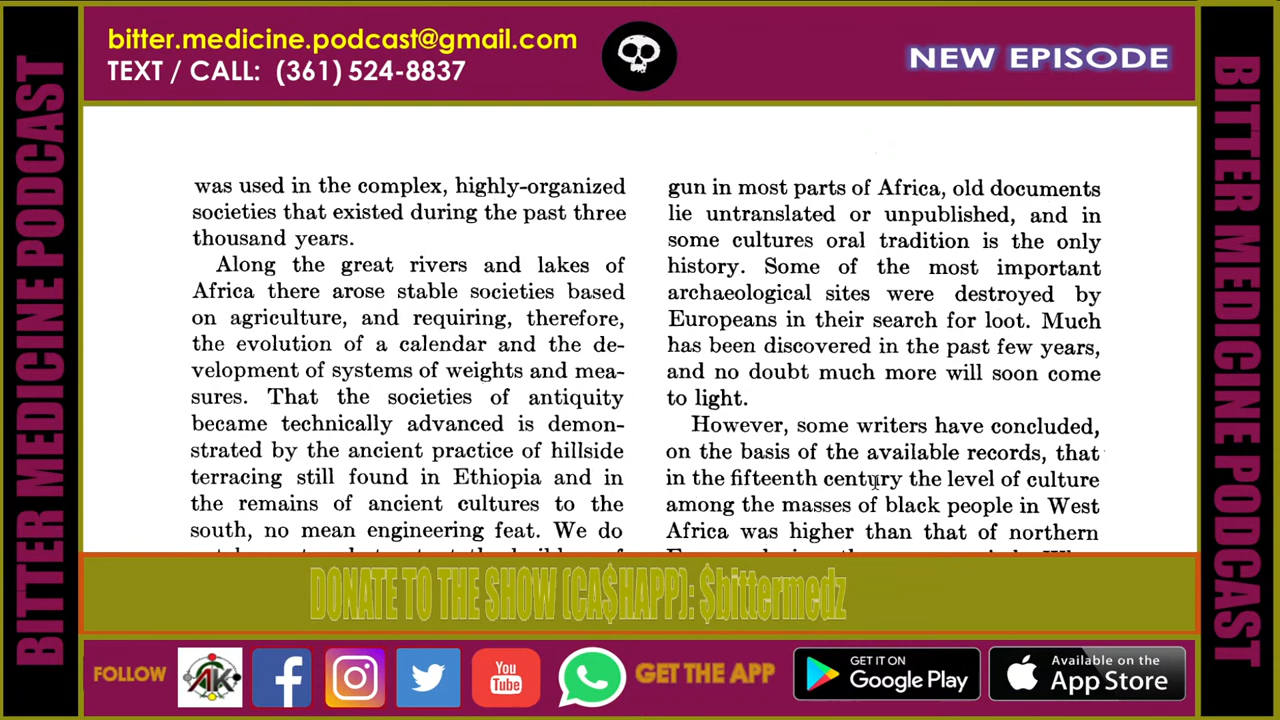 bitter.medicine.podcast@gmail.com
TEXT / CALL: (361) 524-8837
NEW EPISODE
BITTER MEDICINE PODCAST
was used in the complex, highly-organized
societies that existed during the past three
thousand years.
Along the great rivers and lakes of
Africa there arose stable societies based
on agriculture, and requiring, therefore,
the evolution of a calendar and the de-
velopment of systems of weights and mea-
sures. That the societies of antiquity
became technically advanced is demon-
strated by the ancient practice of hillside
terracing still found in Ethiopia and in
the remains of ancient cultures to the
south, no mean engineering feat. We do
gun in most parts of Africa, old documents
lie untranslated or unpublished, and in
some cultures oral tradition is the only
history. Some of the most important
archaeological sites were destroyed by
Europeans in their search for loot. Much
has been discovered in the past few years,
and no doubt much more will soon come
to light.
However, some writers have concluded,
on the basis of the available records, that
in the fifteenth century the level of culture
among the masses of black people in West
Africa was higher than that of northern
BITTER MEDICINE PODCAST
DONATE TO THE SHOW (CA$HAPP): $bittermedz
FOLLOW
You
Tube
GET THE APP
GET IT ON
Google Play
Available on the
App Store